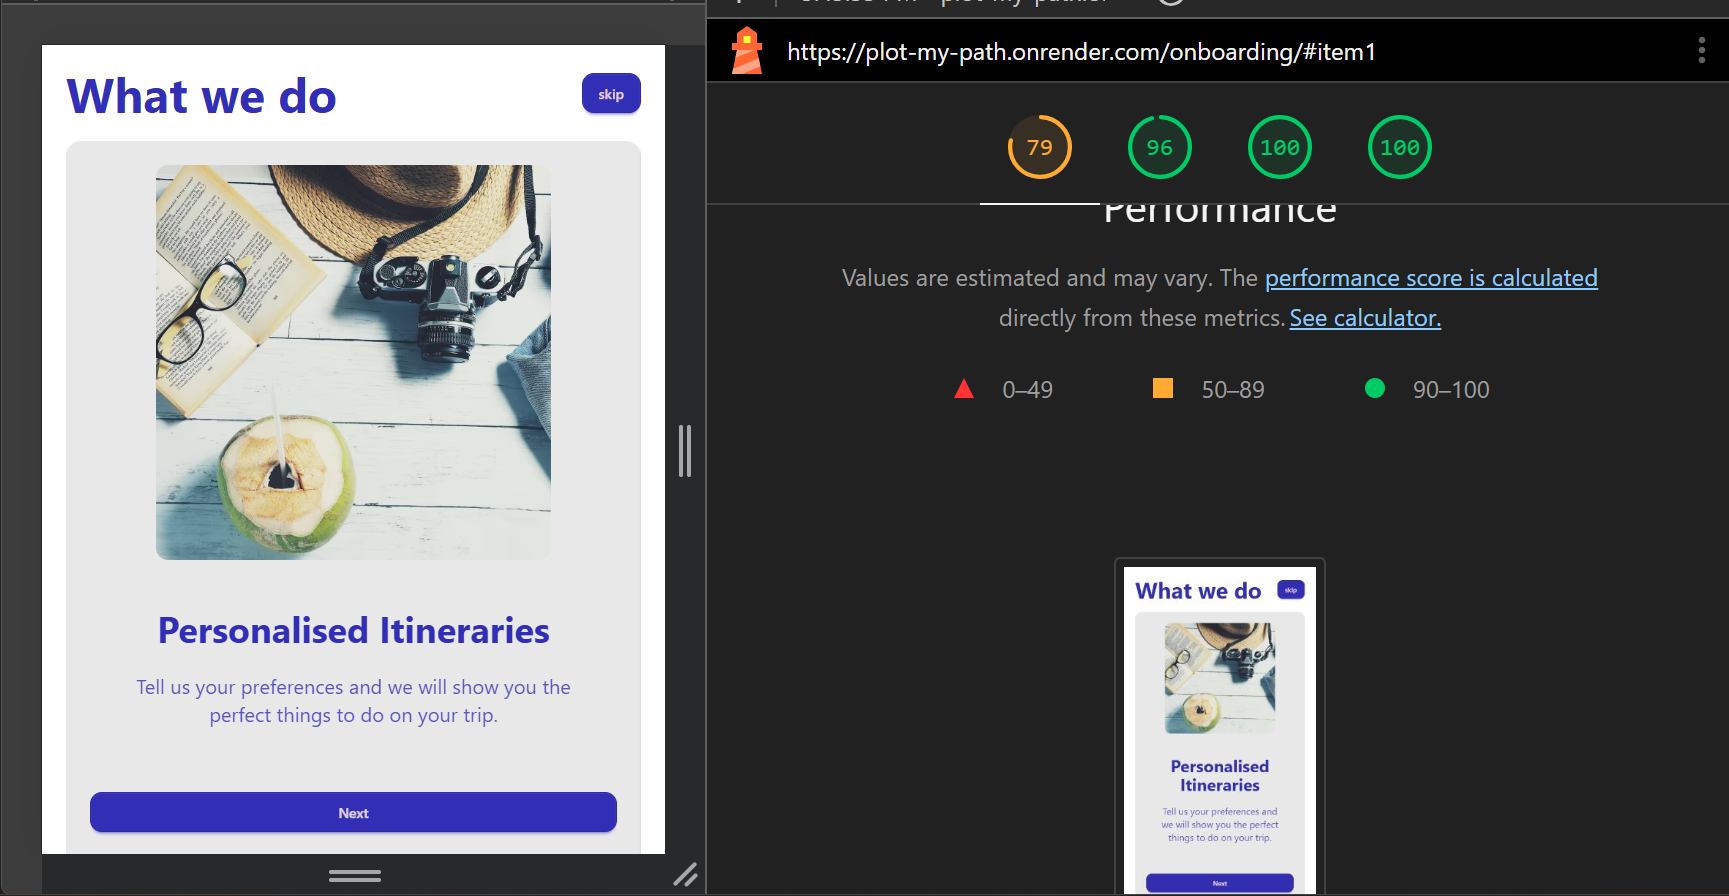 What we do
skip
Personalised Itineraries
Tell us your preferences and we will show you the
perfect things to do on your trip.
Next
https://plot-my-path.onrender.com/onboarding/#item1
79
96
100
100
Performance
Values are estimated and may vary. The performance score is calculated
directly from these metrics. See calculator.
0–49
50–89
90–100
What we do
skip
Personalised
Itineraries
Tell us your preferences and
we will show you the perfect
things to do on your trip.
Next